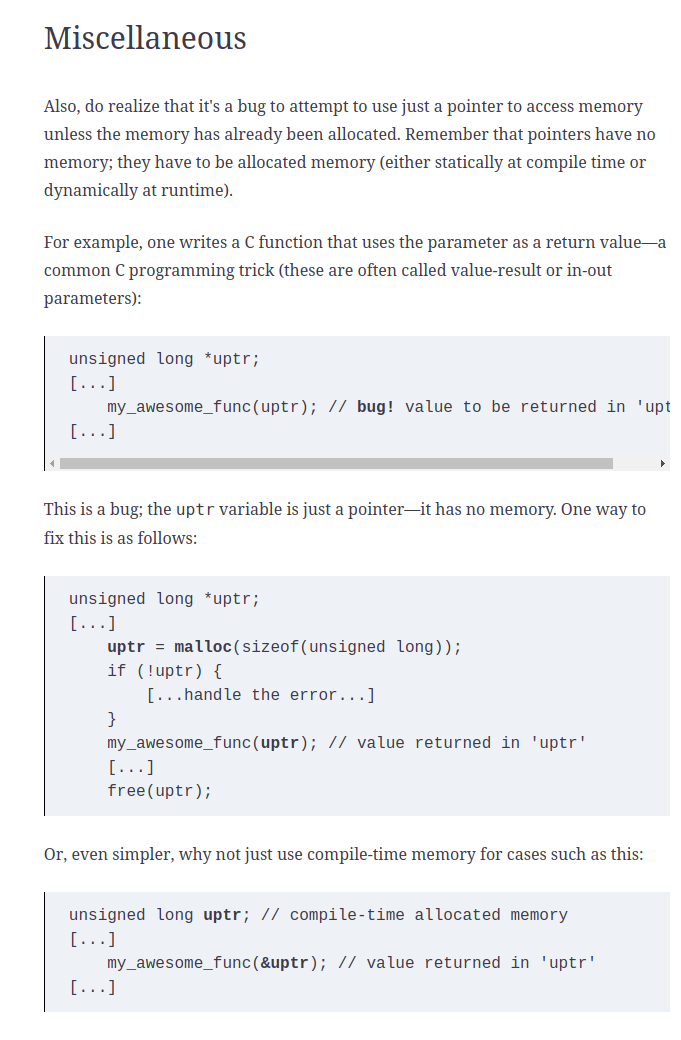 Miscellaneous
Also, do realize that it's a bug to attempt to use just a pointer to access memory
unless the memory has already been allocated. Remember that pointers have no
memory; they have to be allocated memory (either statically at compile time or
dynamically at runtime).
For example, one writes a C function that uses the parameter as a return value—a
common C programming trick (these are often called value-result or in-out
parameters):
unsigned long *uptr;
[...]
    my_awesome_func(uptr); // bug! value to be returned in 'upt
[...]
This is a bug; the uptr variable is just a pointer—it has no memory. One way to
fix this is as follows:
unsigned long *uptr;
[...]
    uptr = malloc(sizeof(unsigned long));
    if (!uptr) {
        [...handle the error...]
    }
    my_awesome_func(uptr); // value returned in 'uptr'
    [...]
    free(uptr);
Or, even simpler, why not just use compile-time memory for cases such as this:
unsigned long uptr; // compile-time allocated memory
[...]
    my_awesome_func(&uptr); // value returned in 'uptr'
[...]